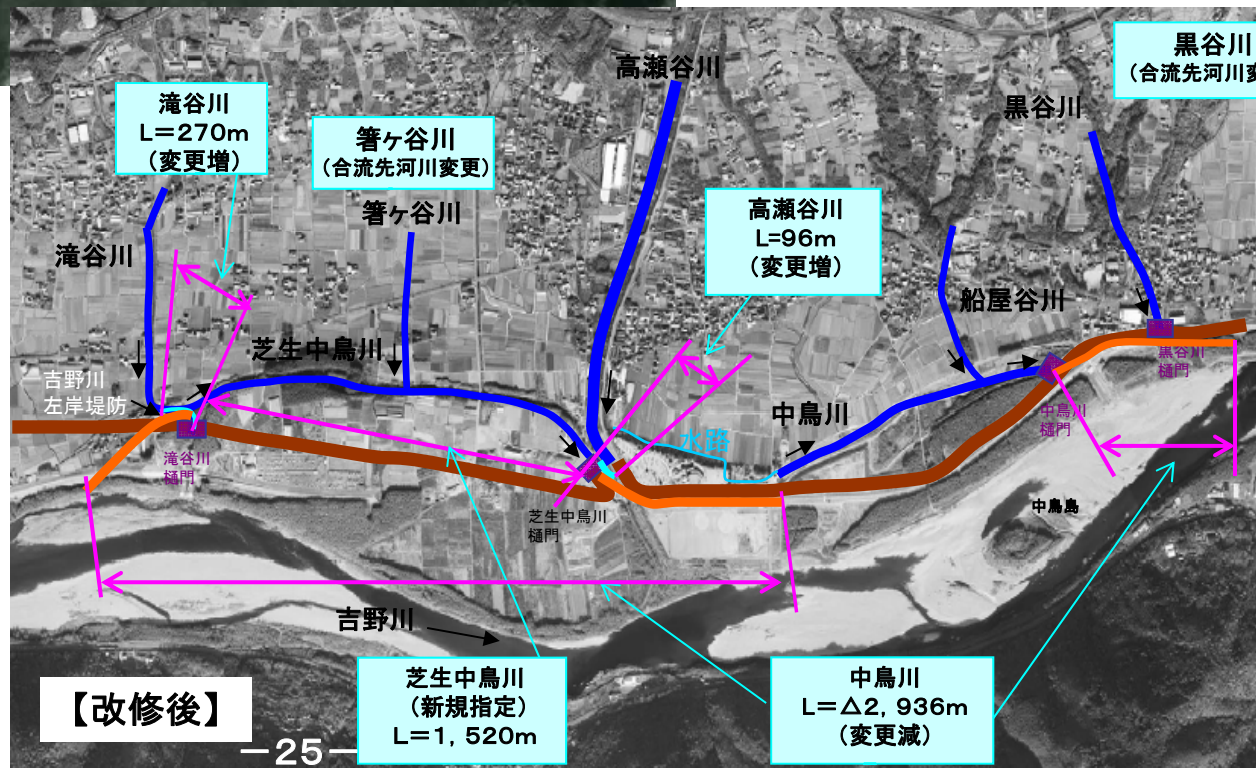 黒谷川
(合流先河川変
高瀬谷川
滝谷川
L=270m
(変更増)
黒谷川
箸ヶ谷川
(合流先河川変更)
箸ヶ谷川
高瀬谷川
L=96m
(変更増)
滝谷川
船屋谷川
芝生中鳥川
吉野川
左岸堤防
黒谷川
樋門
中鳥川
中鳥川
樋門
水路
滝谷川
樋門
芝生中鳥川
樋門
中鳥島
吉野川
芝生中鳥川
(新規指定)
L=1,520m
中鳥川
L=△2,936m
(変更減)
【改修後】
-25-